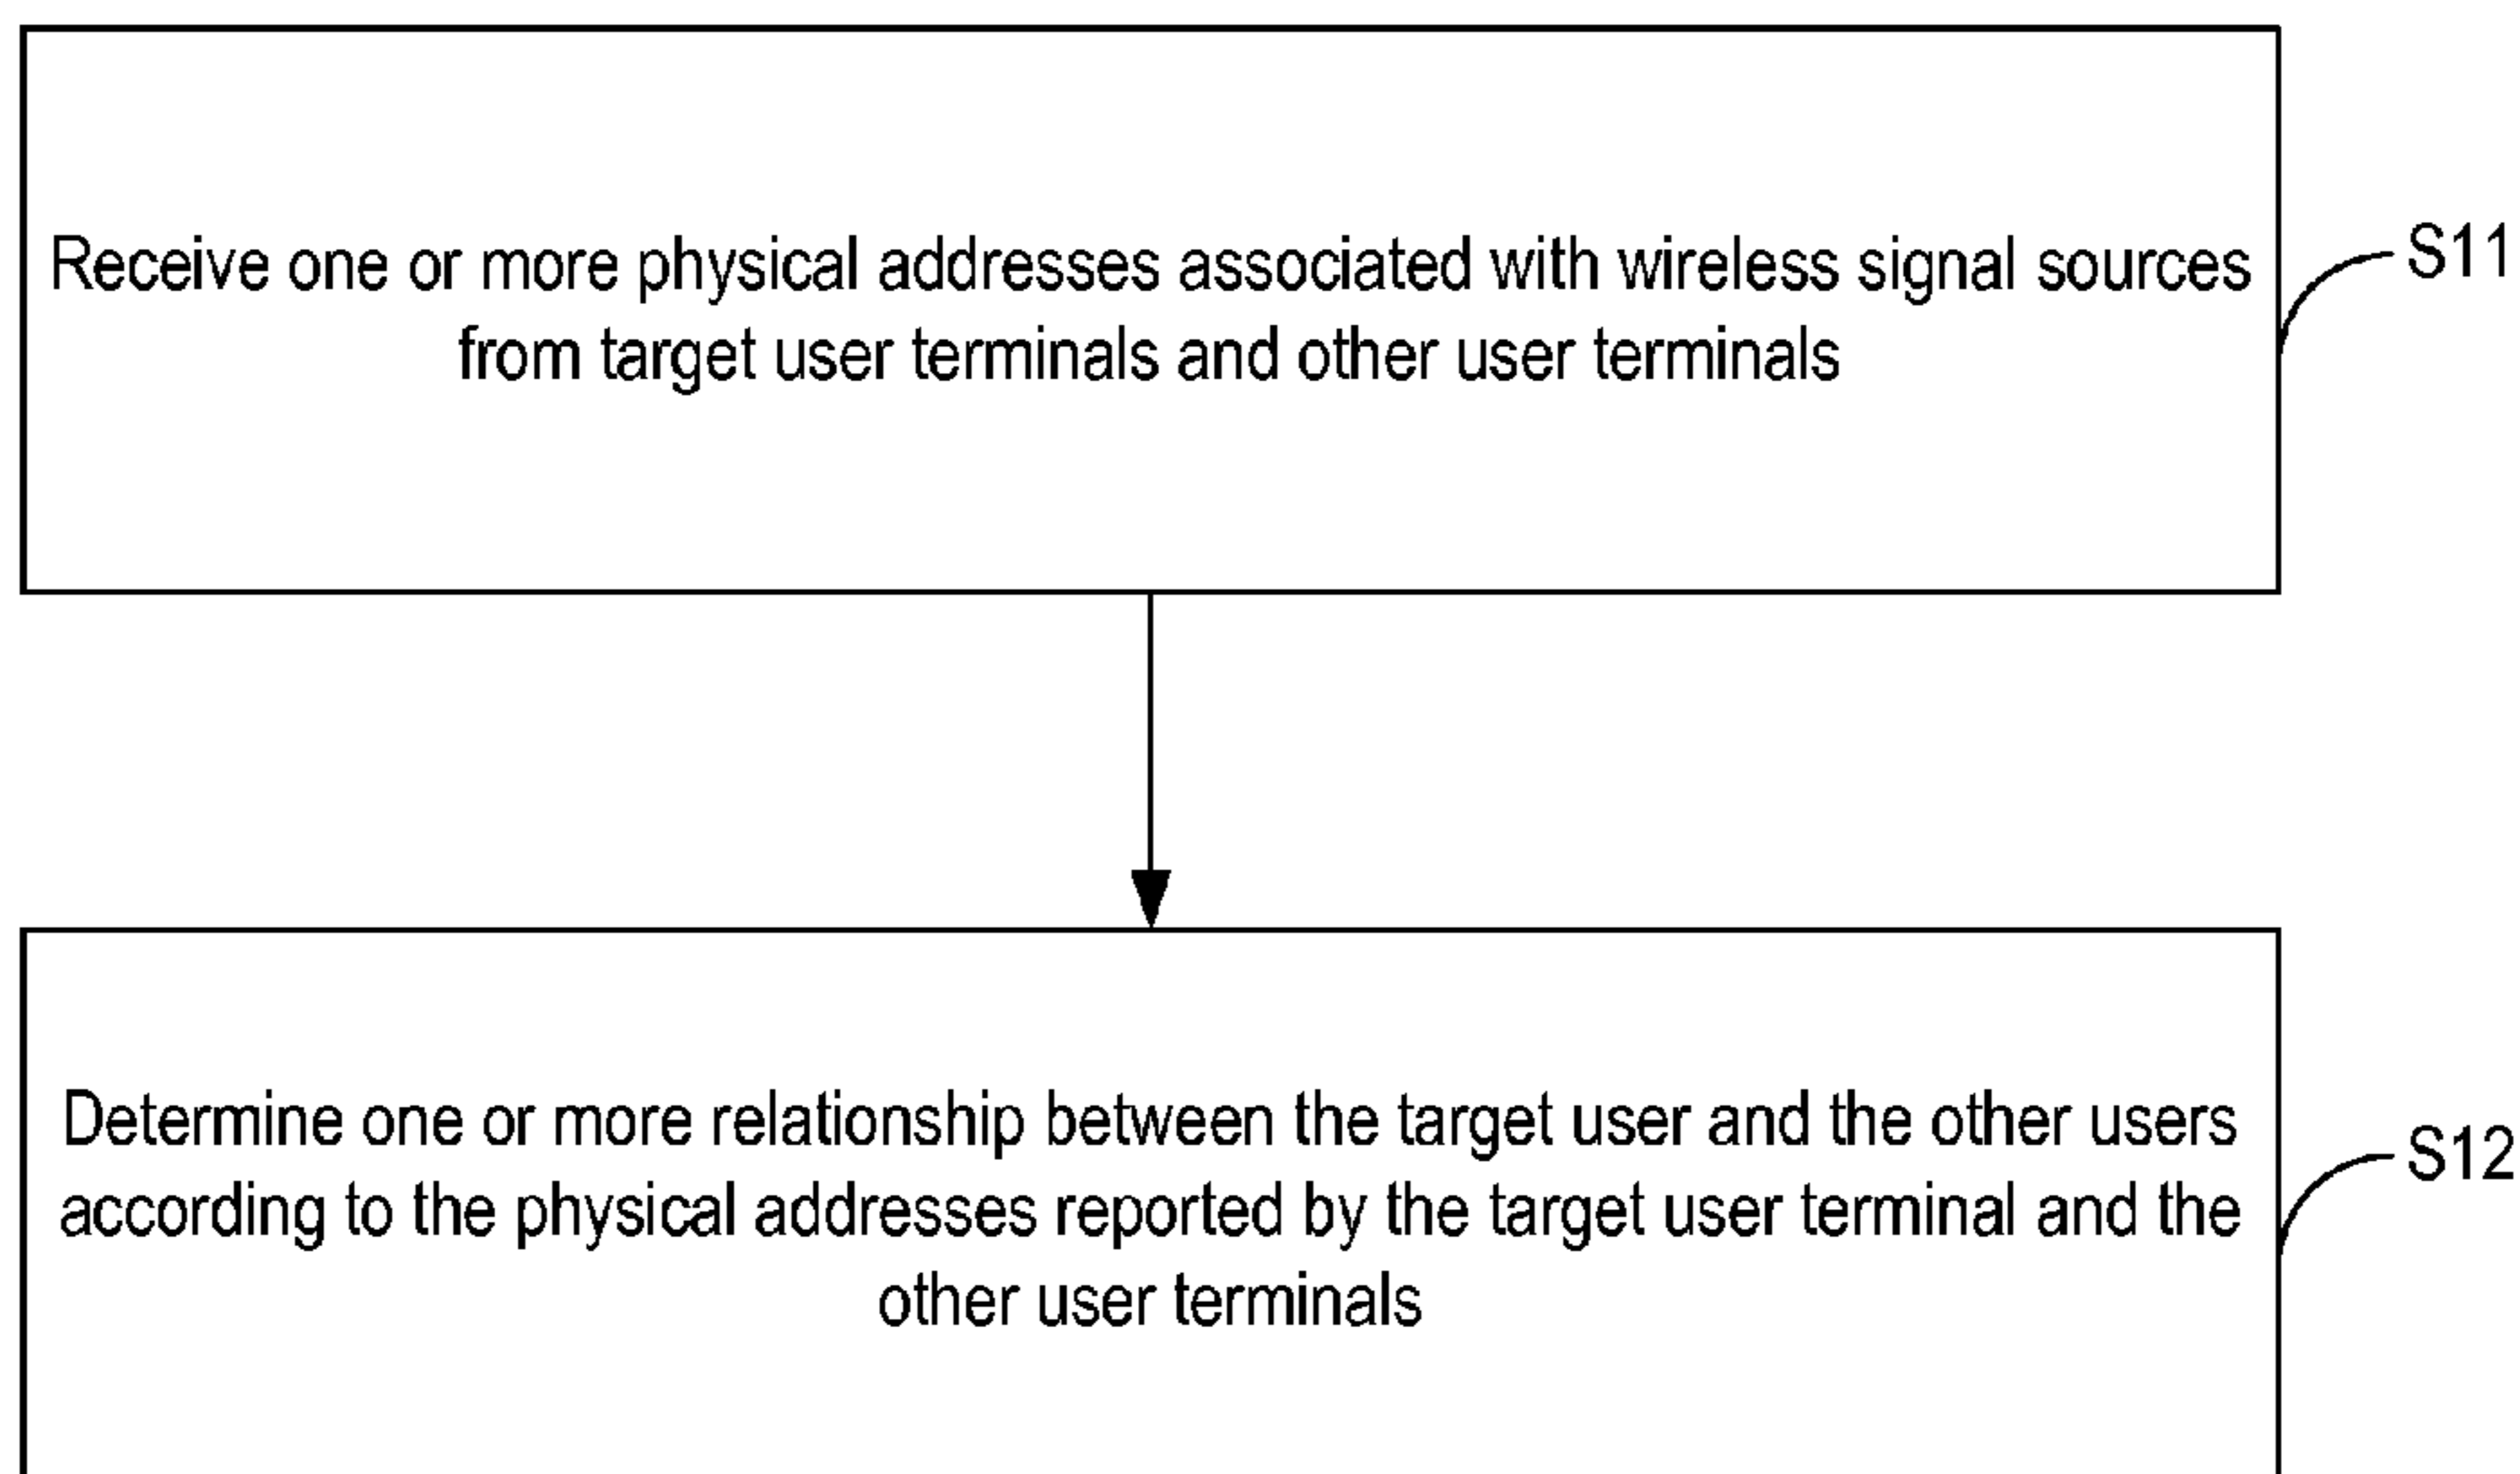 Receive one or more physical addresses associated with wireless signal sources
from target user terminals and other user terminals
S11
Determine one or more relationship between the target user and the other users
according to the physical addresses reported by the target user terminal and the
other user terminals
S12